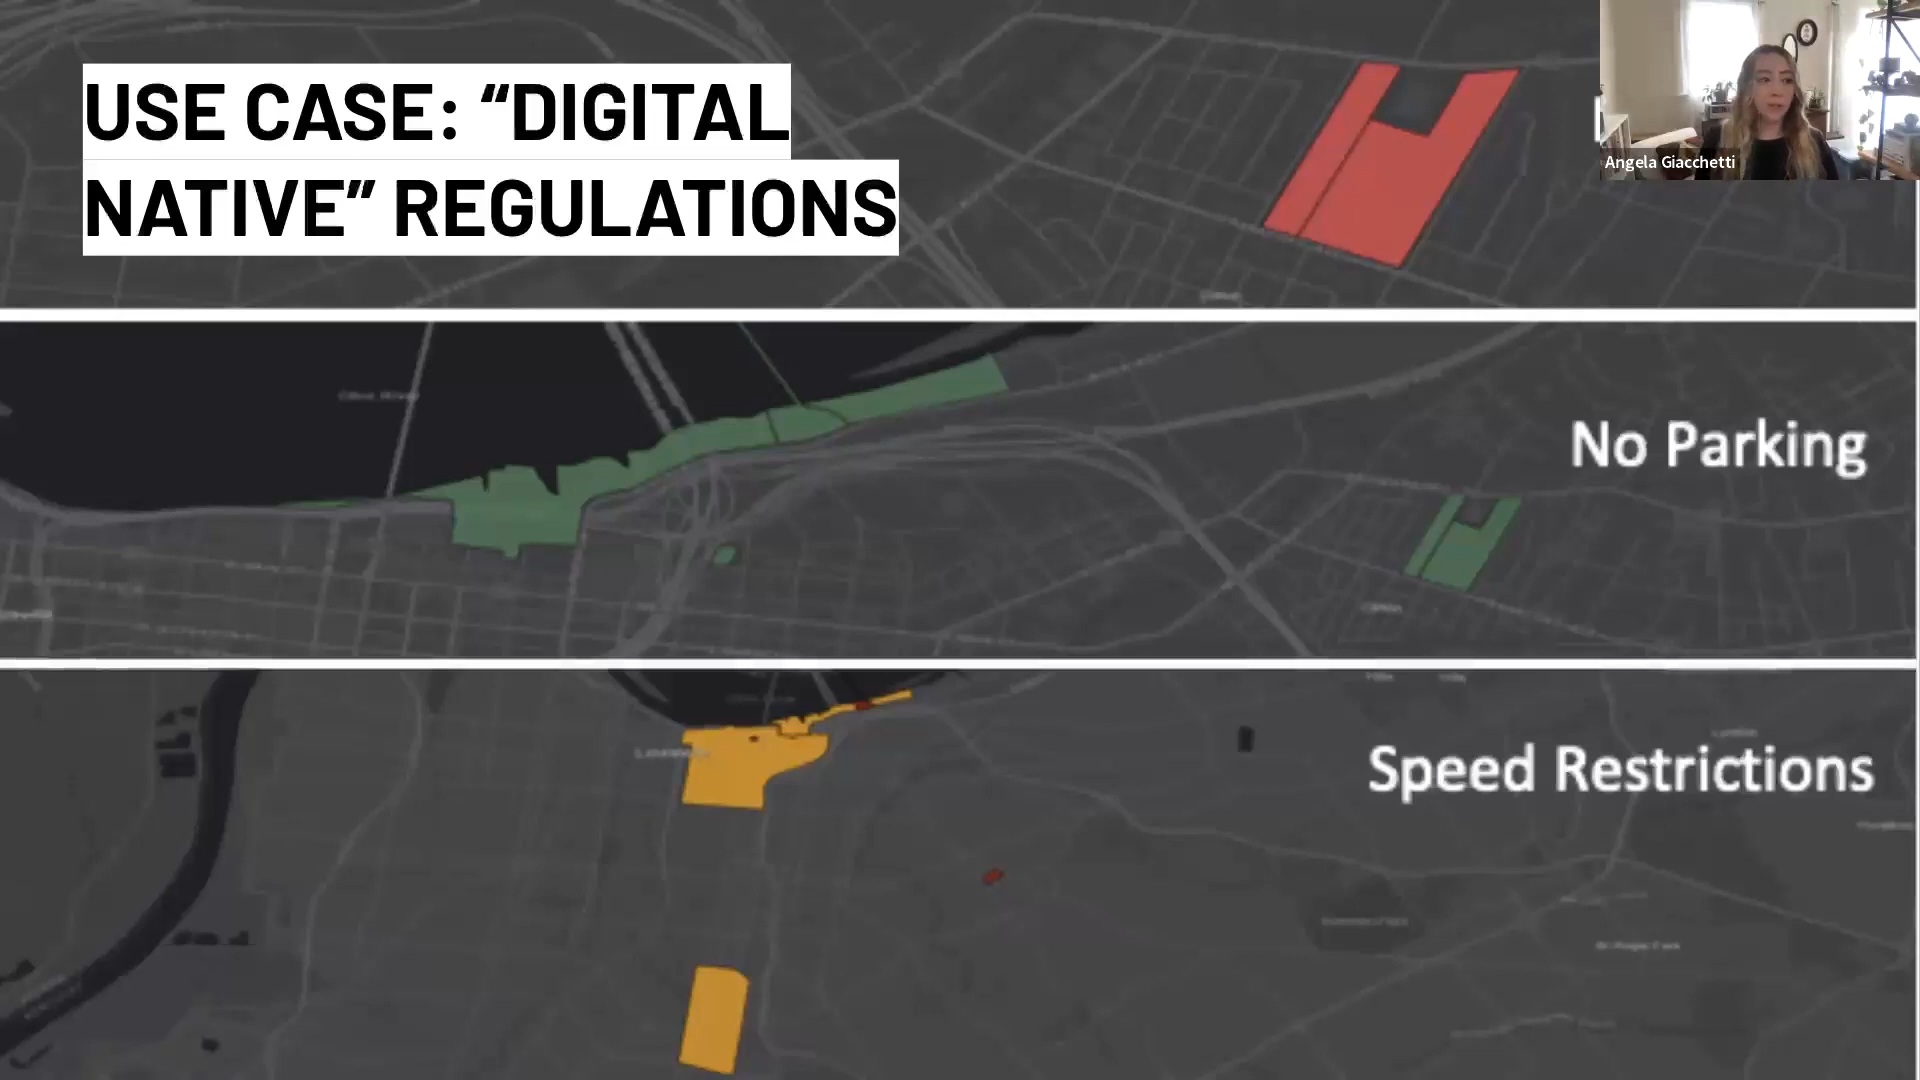 USE CASE: “DIGITAL
NATIVE” REGULATIONS
Angela Giacchetti
No Parking
Speed Restrictions